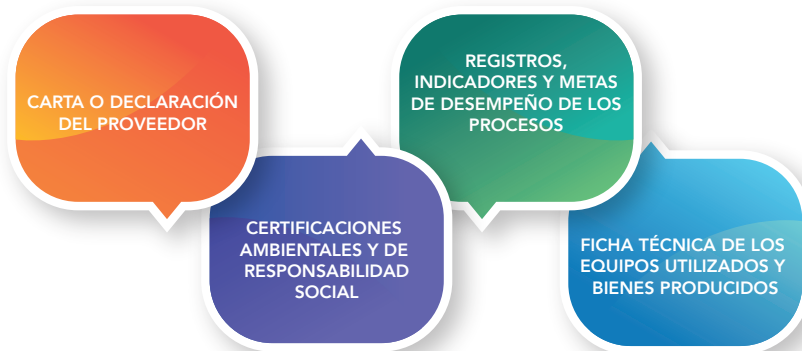 CARTA O DECLARACIÓN
DEL PROVEEDOR
CERTIFICACIONES
AMBIENTALES Y DE
RESPONSABILIDAD
SOCIAL
REGISTROS,
INDICADORES Y METAS
DE DESEMPEÑO DE LOS
PROCESOS
FICHA TÉCNICA DE LOS
EQUIPOS UTILIZADOS Y
BIENES PRODUCIDOS